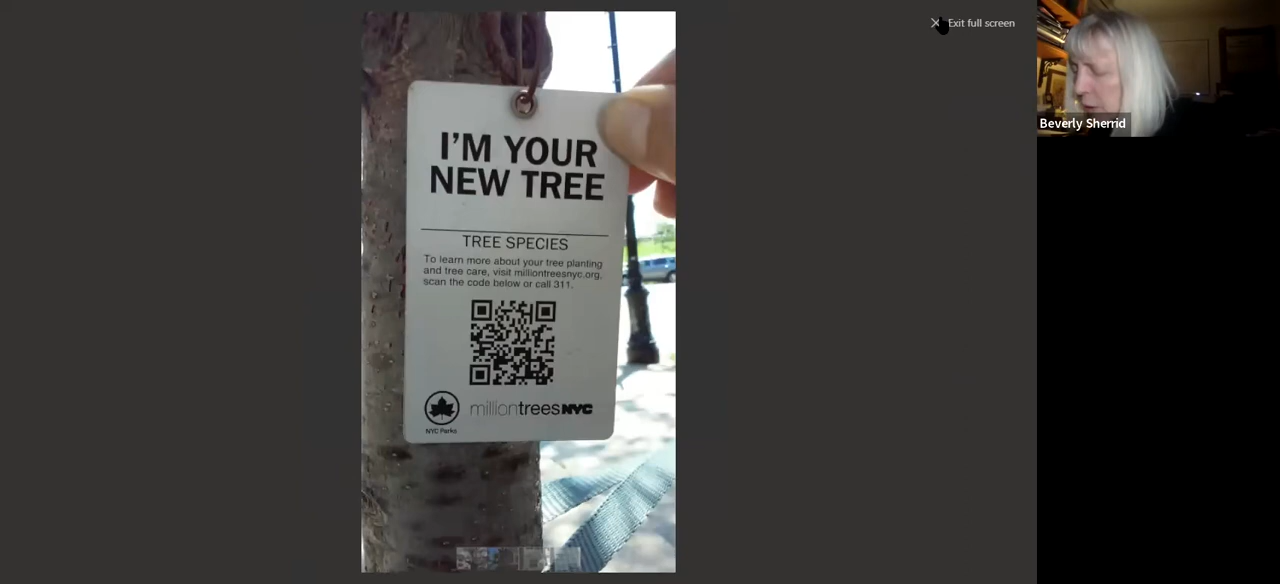 Exit full screen
Beverly Sherrid
I'M YOUR
NEW TREE
TREE SPECIES
To learn more about your tree planting
and tree care, visit milliontreesnyc.org,
scan the code below or call 311.
milliontreesNYC
NYC Parks